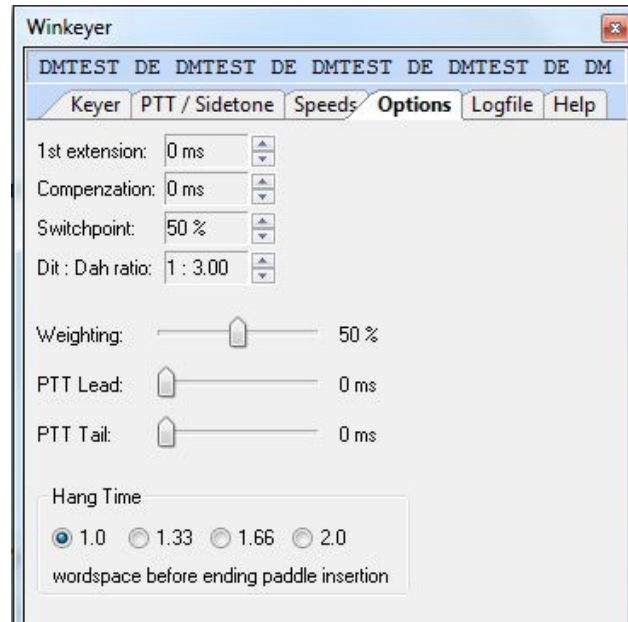 Winkeyer
DMTEST DE DMTEST DE DMTEST DE DMTEST DE DM
Keyer PTT / Sidetone Speeds Options Logfile Help
1st extension: 0 ms
Compenzation: 0 ms
Switchpoint: 50 %
Dit : Dah ratio: 1 : 3.00
Weighting: 50 %
PTT Lead: 0 ms
PTT Tail: 0 ms
Hang Time
1.0 1.33 1.66 2.0
wordspace before ending paddle insertion